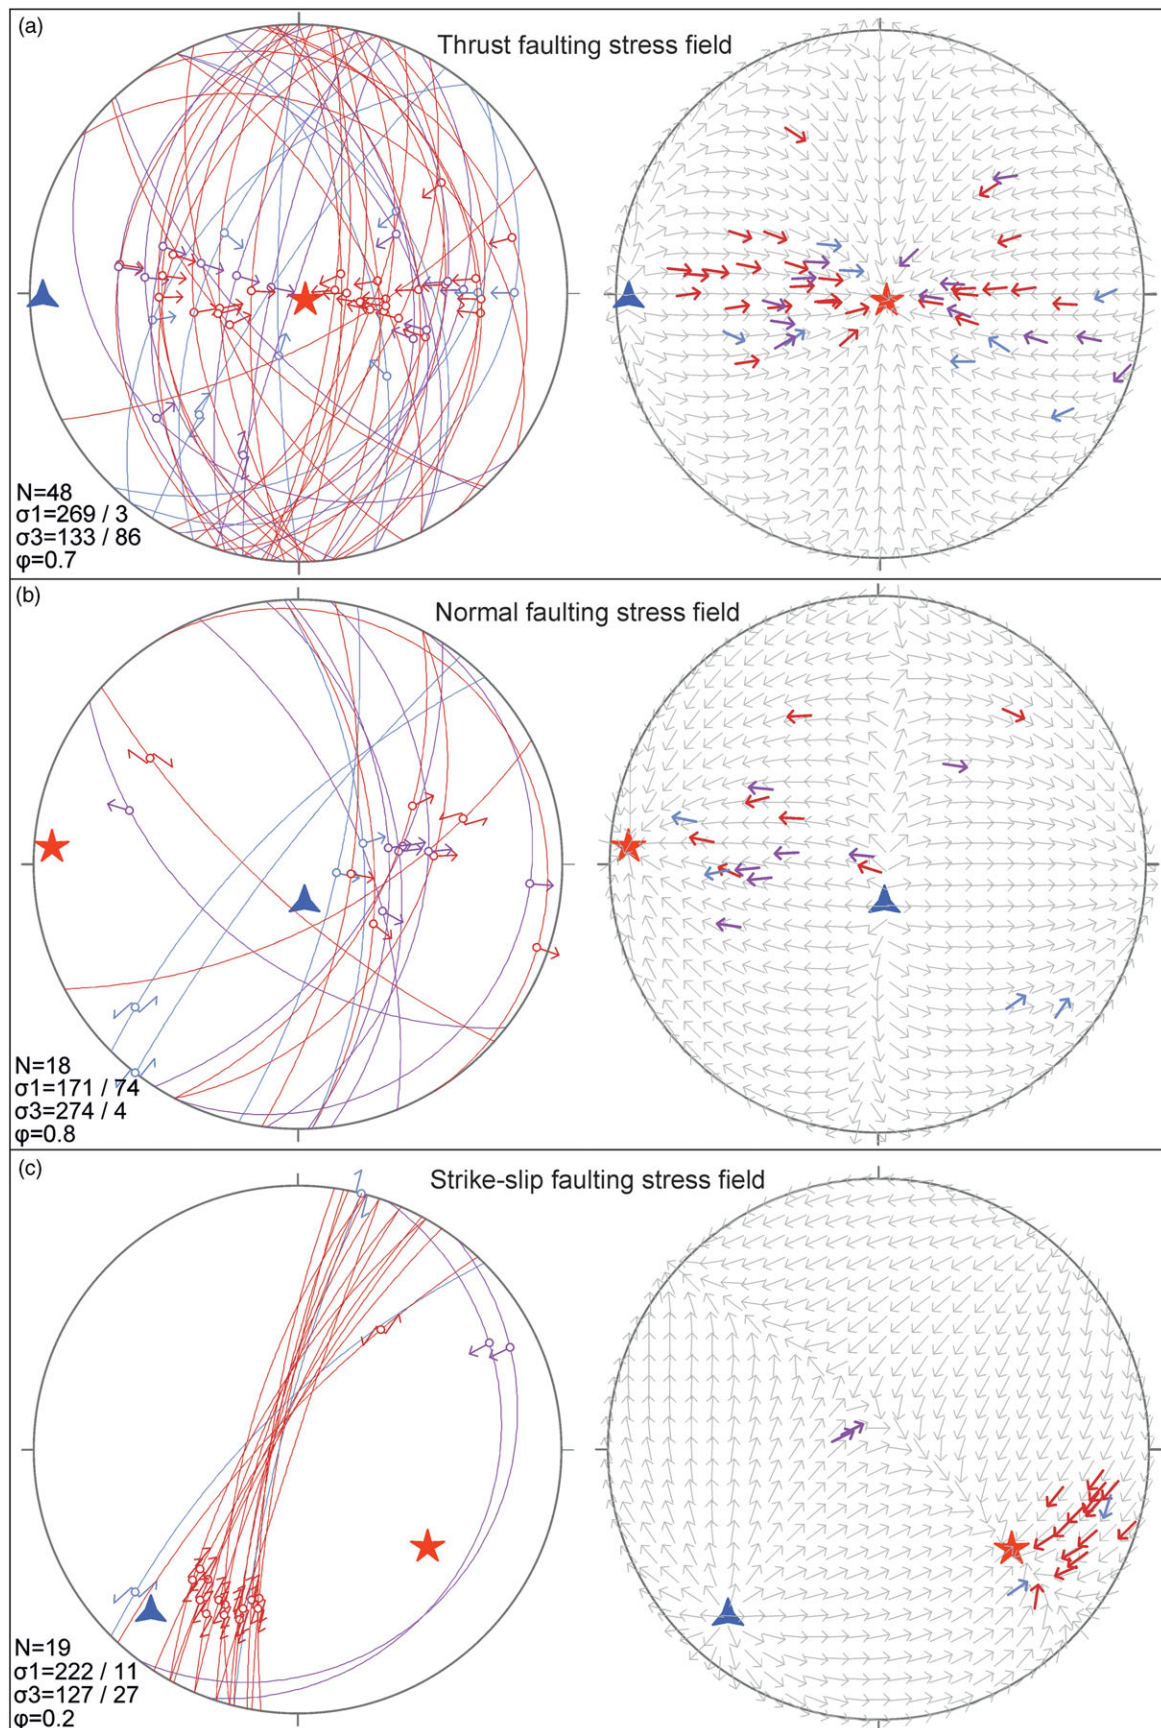 (a)
Thrust faulting stress field
N=48
σ1=269 / 3
σ3=133 / 86
φ=0.7
(b)
Normal faulting stress field
N=18
σ1=171 / 74
σ3=274 / 4
φ=0.8
(c)
Strike-slip faulting stress field
N=19
σ1=222 / 11
σ3=127 / 27
φ=0.2